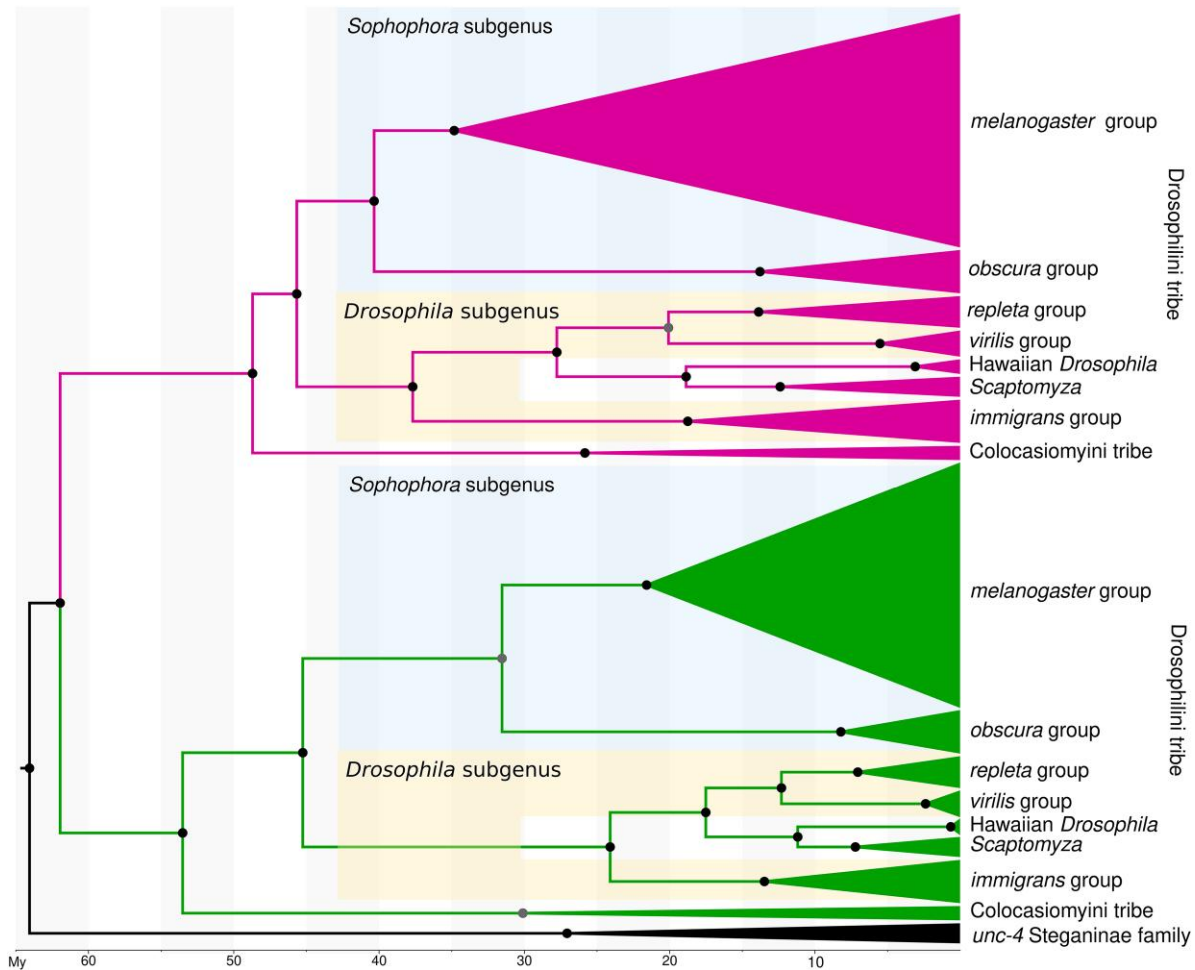 Sophophora subgenus
melanogaster group
Drosophilini tribe
obscura group
Drosophila subgenus
repleta group
virilis group
Hawaiian Drosophila
Scaptomyza
immigrans group
Colocasiomyini tribe
Sophophora subgenus
melanogaster group
Drosophilini tribe
obscura group
Drosophila subgenus
repleta group
virilis group
Hawaiian Drosophila
Scaptomyza
immigrans group
Colocasiomyini tribe
unc-4 Steganinae family
My 60 50 40 30 20 10